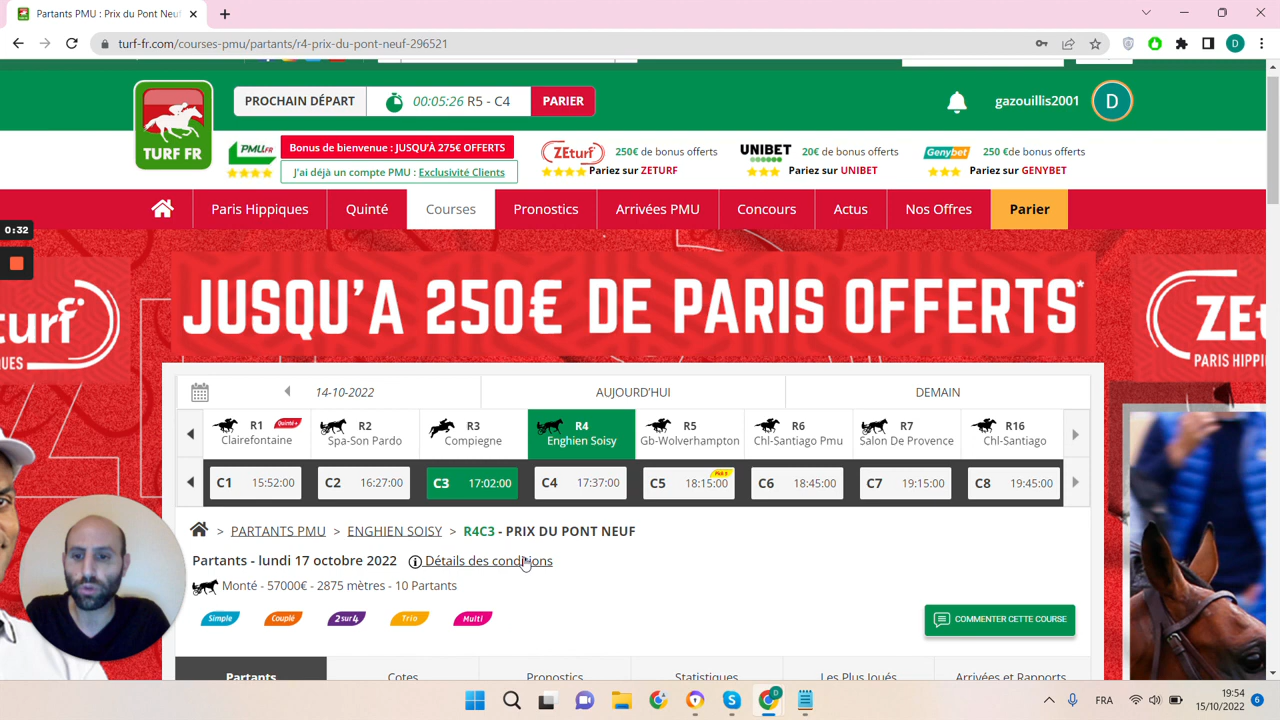 Partants PMU : Prix du Pont Neuf
turf-fr.com/courses-pmu/partants/r4-prix-du-pont-neuf-296521
TURF FR
PROCHAIN DÉPART 00:05:26 R5 - C4 PARIER
gazouillis2001 D
PMU.FR Bonus de bienvenue : JUSQU'À 275€ OFFERTS
J'ai déjà un compte PMU : Exclusivité Clients
ZEturf 250€ de bonus offerts
Pariez sur ZETURF
UNIBET 20€ de bonus offerts
Pariez sur UNIBET
Genybet 250 €de bonus offerts
Pariez sur GENYBET
Paris Hippiques Quinté Courses Pronostics Arrivées PMU Concours Actus Nos Offres Parier
0:32
JUSQU'A 250€ DE PARIS OFFERTS*
turf
ZE
PARIS HIPPI
14-10-2022 AUJOURD'HUI DEMAIN
R1 Quinté+ R2 R3 R4 R5 R6 R7 R16
Clairefontaine Spa-Son Pardo Compiegne Enghien Soisy Gb-Wolverhampton Chl-Santiago Pmu Salon De Provence Chl-Santiago
C1 15:52:00 C2 16:27:00 C3 17:02:00 C4 17:37:00 C5 18:15:00 Pick 5 C6 18:45:00 C7 19:15:00 C8 19:45:00
> PARTANTS PMU > ENGHIEN SOISY > R4C3 - PRIX DU PONT NEUF
Partants - lundi 17 octobre 2022 Détails des conditions
Monté - 57000€ - 2875 mètres - 10 Partants
Simple Couplé 2sur4 Trio Multi
COMMENTER CETTE COURSE
Partants Cotes Pronostics Statistiques Les Plus Joués Arrivées et Rapports
FRA
19:54
15/10/2022
6